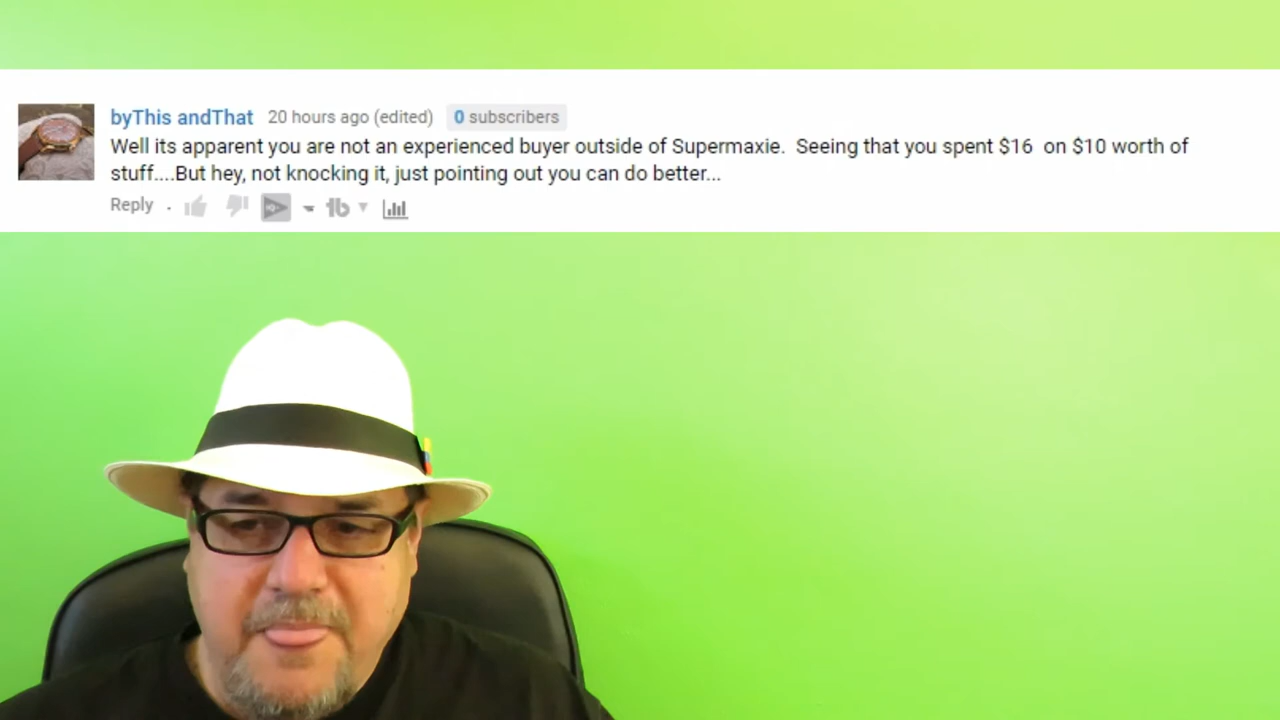 byThis andThat 20 hours ago (edited) 0 subscribers
Well its apparent you are not an experienced buyer outside of Supermaxie.  Seeing that you spent $16  on $10 worth of
stuff....But hey, not knocking it, just pointing out you can do better...
Reply